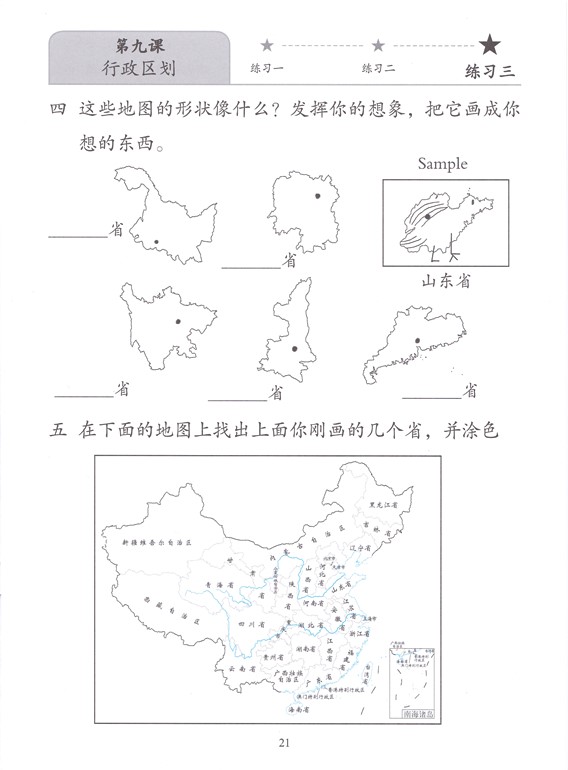 第九课
行政区划
练习一
练习二
练习三
四 这些地图的形状像什么？发挥你的想象，把它画成你
想的东西。
Sample
______省
______省
山东省
______省
______省
______省
五 在下面的地图上找出上面你刚画的几个省，并涂色
黑龙江省
吉林省
辽宁省
内蒙古自治区
新疆维吾尔自治区
甘肃省
北京市
天津市
河北省
山西省
山东省
宁夏回族自治区
青海省
陕西省
河南省
江苏省
安徽省
上海市
西藏自治区
四川省
重庆市
湖北省
浙江省
湖南省
江西省
贵州省
福建省
云南省
广西壮族
自治区
广东省
台湾省
香港特别行政区
澳门特别行政区
海南省
南海诸岛
21